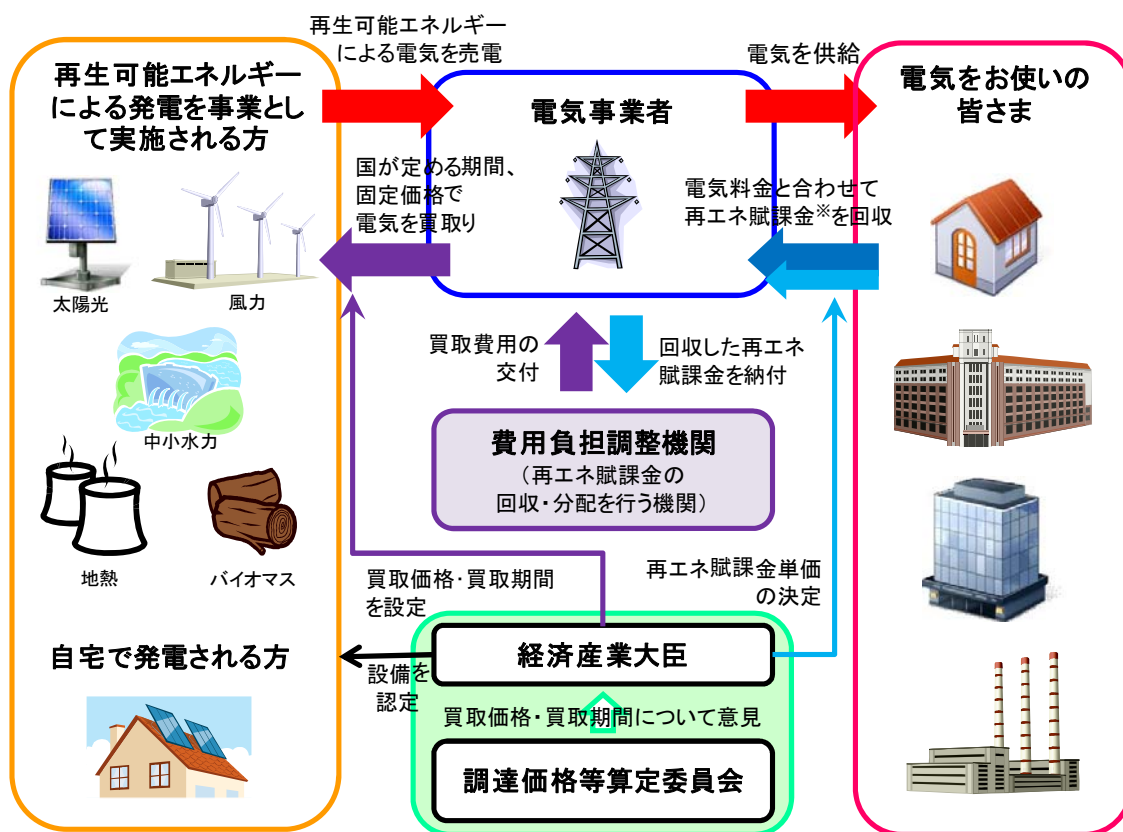 再生可能エネルギー
による電気を売電
電気を供給
再生可能エネルギー
による発電を事業とし
て実施される方
電気事業者
電気をお使いの
皆さま
国が定める期間、
固定価格で
電気を買取り
電気料金と合わせて
再エネ賦課金※を回収
太陽光
風力
買取費用の
交付
回収した再エネ
賦課金を納付
中小水力
費用負担調整機関
（再エネ賦課金の
回収・分配を行う機関）
地熱
バイオマス
買取価格・買取期間
を設定
再エネ賦課金単価
の決定
自宅で発電される方
経済産業大臣
設備を
認定
買取価格・買取期間について意見
調達価格等算定委員会